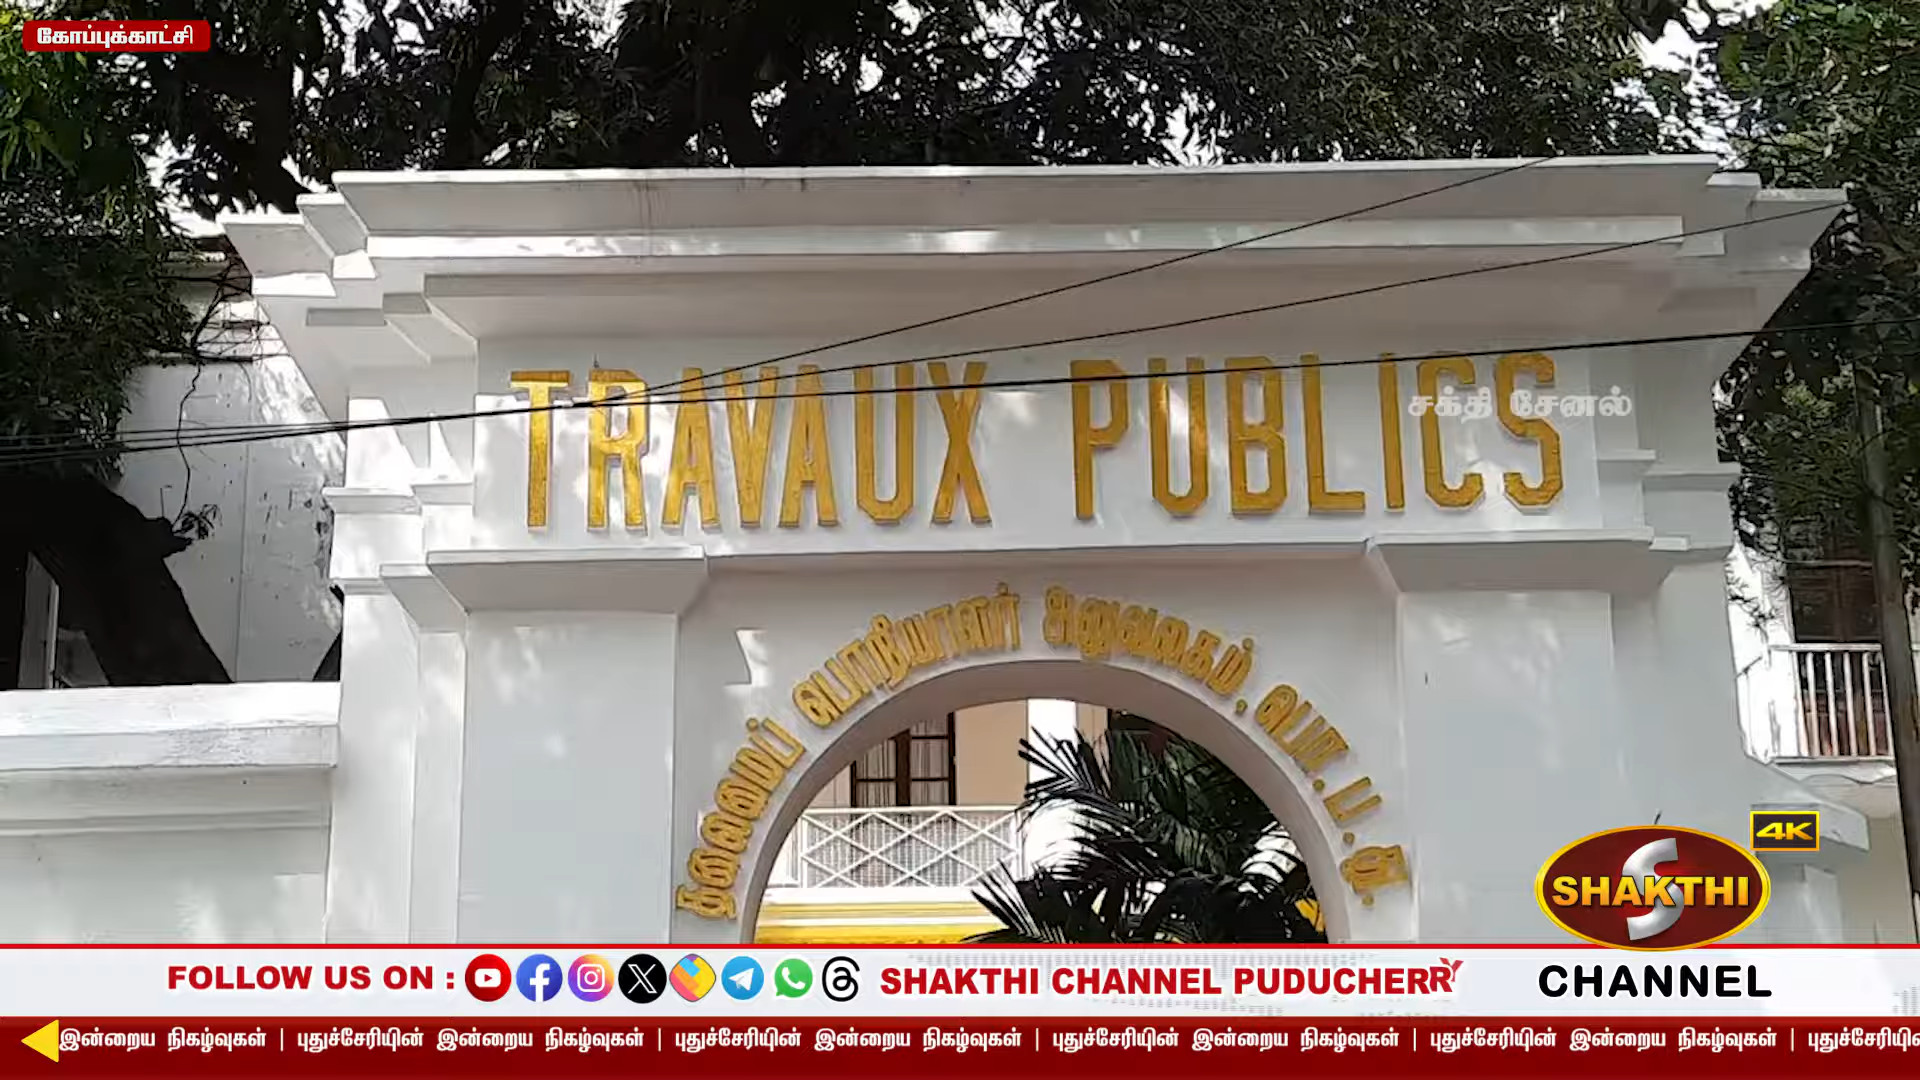 கோப்புக்காட்சி
TRAVAUX PUBLICS
சக்தி சேனல்
தலைமைப் பொறியாளர் அலுவலகம், பொ.ப.து.
4K
S
SHAKTHI
CHANNEL
FOLLOW US ON : SHAKTHI CHANNEL PUDUCHERRY
இன்றைய நிகழ்வுகள் | புதுச்சேரியின் இன்றைய நிகழ்வுகள் | புதுச்சேரியின் இன்றைய நிகழ்வுகள் | புதுச்சேரியின் இன்றைய நிகழ்வுகள் | புதுச்சேரியின் இன்றைய நிகழ்வுகள் |